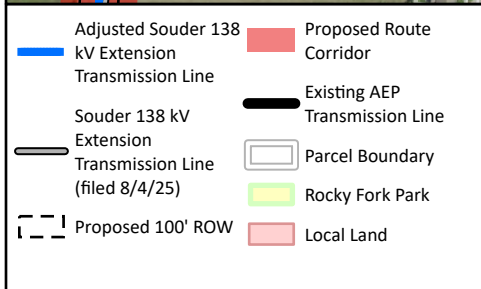 Adjusted Souder 138
kV Extension
Transmission Line
Souder 138 kV
Extension
Transmission Line
(filed 8/4/25)
Proposed 100' ROW
Proposed Route
Corridor
Existing AEP
Transmission Line
Parcel Boundary
Rocky Fork Park
Local Land